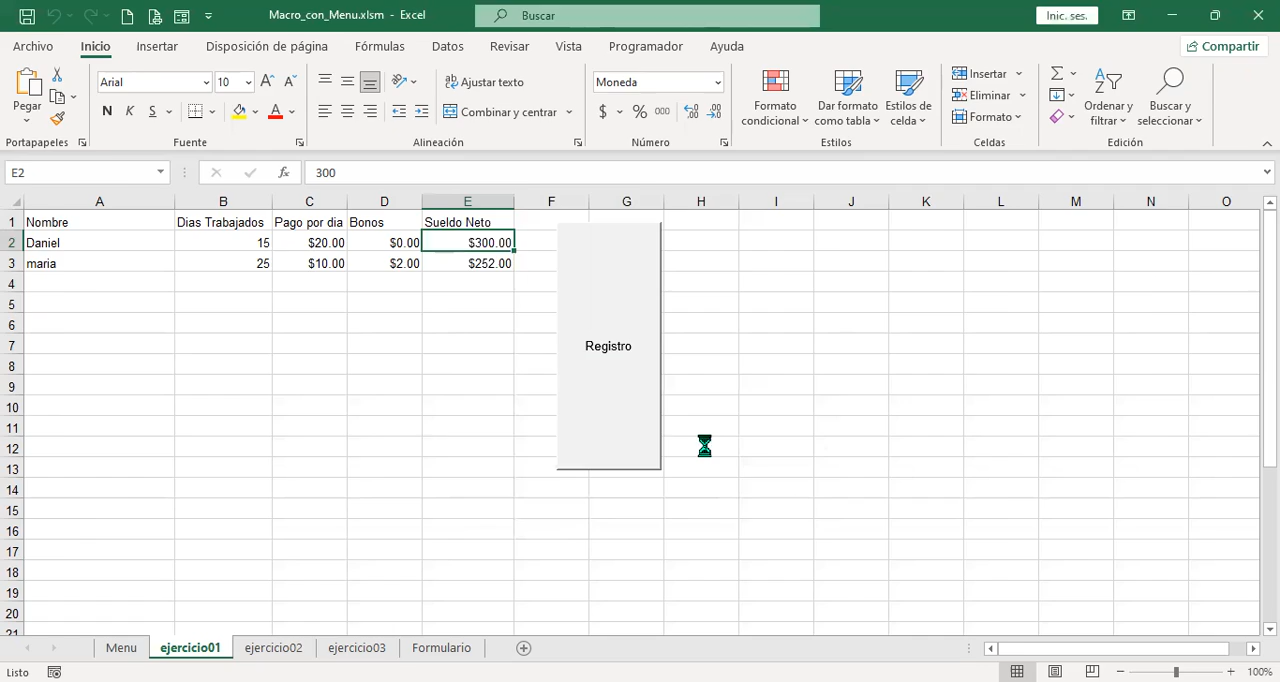 Macro_con_Menu.xlsm - Excel
Buscar
Inic. ses.
Archivo Inicio Insertar Disposición de página Fórmulas Datos Revisar Vista Programador Ayuda
Compartir
Pegar
Portapapeles
Arial 10
N K S
Fuente
Ajustar texto
Combinar y centrar
Alineación
Moneda
$ % 000
Número
Formato condicional
Dar formato como tabla
Estilos de celda
Estilos
Insertar
Eliminar
Formato
Celdas
Ordenar y filtrar
Buscar y seleccionar
Edición
E2 fx 300
A B C D E F G H I J K L M N O
1 Nombre Dias Trabajados Pago por dia Bonos Sueldo Neto
2 Daniel 15 $20.00 $0.00 $300.00
3 maria 25 $10.00 $2.00 $252.00
4
5
6
7 Registro
8
9
10
11
12
13
14
15
16
17
18
19
20
21
Menu ejercicio01 ejercicio02 ejercicio03 Formulario
Listo 100%